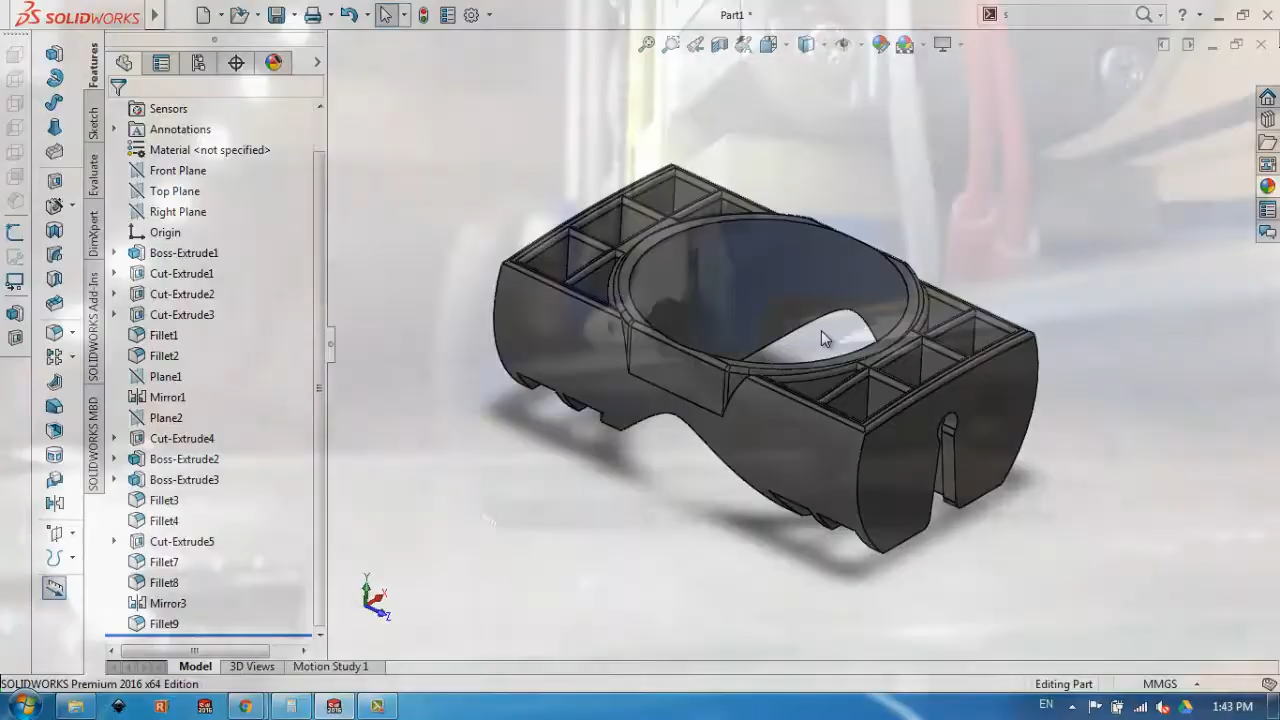 SOLIDWORKS
Part1 *
s
?
Features
Sketch
Evaluate
DimXpert
SOLIDWORKS Add-Ins
SOLIDWORKS MBD
Sensors
Annotations
Material <not specified>
Front Plane
Top Plane
Right Plane
Origin
Boss-Extrude1
Cut-Extrude1
Cut-Extrude2
Cut-Extrude3
Fillet1
Fillet2
Plane1
Mirror1
Plane2
Cut-Extrude4
Boss-Extrude2
Boss-Extrude3
Fillet3
Fillet4
Cut-Extrude5
Fillet7
Fillet8
Mirror3
Fillet9
Y
X
Z
Model 3D Views Motion Study 1
SOLIDWORKS Premium 2016 x64 Edition Editing Part MMGS
EN 1:43 PM